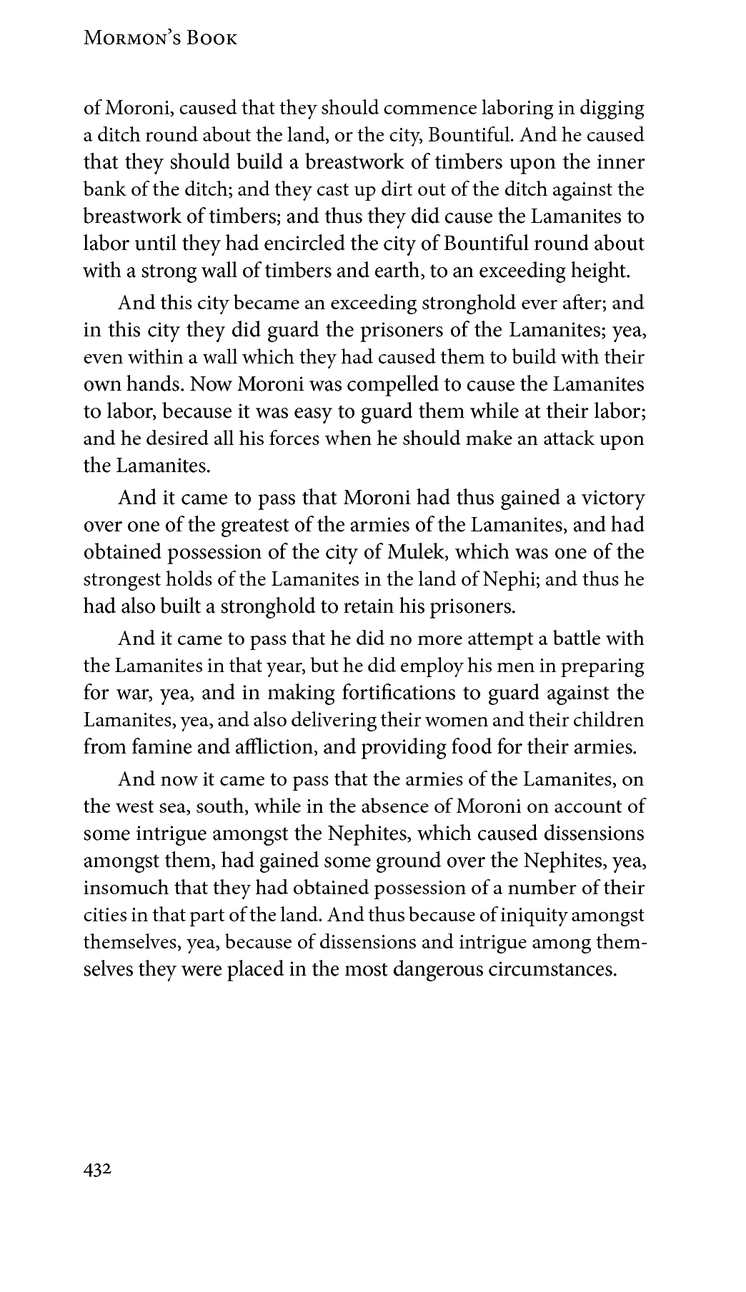 Mormon’s Book
of Moroni, caused that they should commence laboring in digging
a ditch round about the land, or the city, Bountiful. And he caused
that they should build a breastwork of timbers upon the inner
bank of the ditch; and they cast up dirt out of the ditch against the
breastwork of timbers; and thus they did cause the Lamanites to
labor until they had encircled the city of Bountiful round about
with a strong wall of timbers and earth, to an exceeding height.
And this city became an exceeding stronghold ever after; and
in this city they did guard the prisoners of the Lamanites; yea,
even within a wall which they had caused them to build with their
own hands. Now Moroni was compelled to cause the Lamanites
to labor, because it was easy to guard them while at their labor;
and he desired all his forces when he should make an attack upon
the Lamanites.
And it came to pass that Moroni had thus gained a victory
over one of the greatest of the armies of the Lamanites, and had
obtained possession of the city of Mulek, which was one of the
strongest holds of the Lamanites in the land of Nephi; and thus he
had also built a stronghold to retain his prisoners.
And it came to pass that he did no more attempt a battle with
the Lamanites in that year, but he did employ his men in preparing
for war, yea, and in making fortifications to guard against the
Lamanites, yea, and also delivering their women and their children
from famine and affliction, and providing food for their armies.
And now it came to pass that the armies of the Lamanites, on
the west sea, south, while in the absence of Moroni on account of
some intrigue amongst the Nephites, which caused dissensions
amongst them, had gained some ground over the Nephites, yea,
insomuch that they had obtained possession of a number of their
cities in that part of the land. And thus because of iniquity amongst
themselves, yea, because of dissensions and intrigue among them-
selves they were placed in the most dangerous circumstances.
432